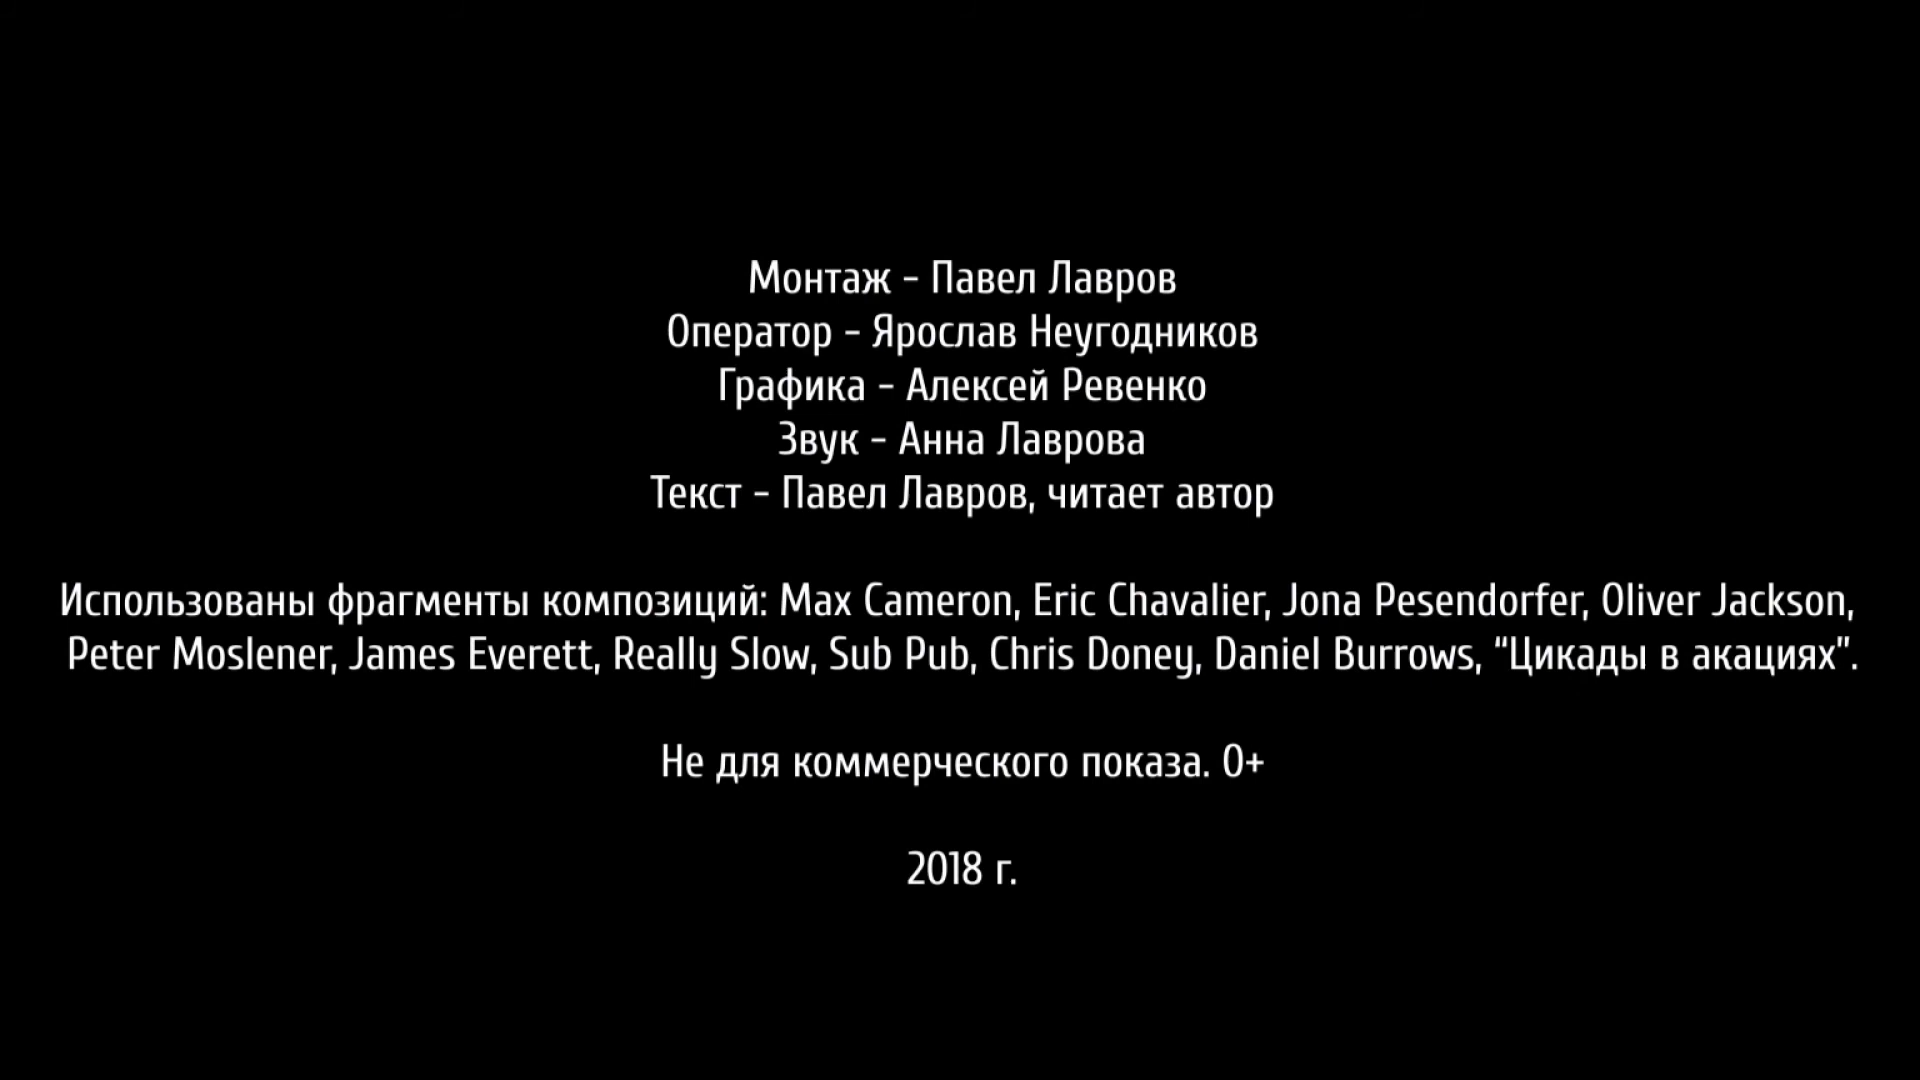 Монтаж - Павел Лавров
Оператор - Ярослав Неугодников
Графика - Алексей Ревенко
Звук - Анна Лаврова
Текст - Павел Лавров, читает автор
Использованы фрагменты композиций: Max Cameron, Eric Chavalier, Jona Pesendorfer, Oliver Jackson,
Peter Moslener, James Everett, Really Slow, Sub Pub, Chris Doney, Daniel Burrows, “Цикады в акациях”.
Не для коммерческого показа. 0+
2018 г.